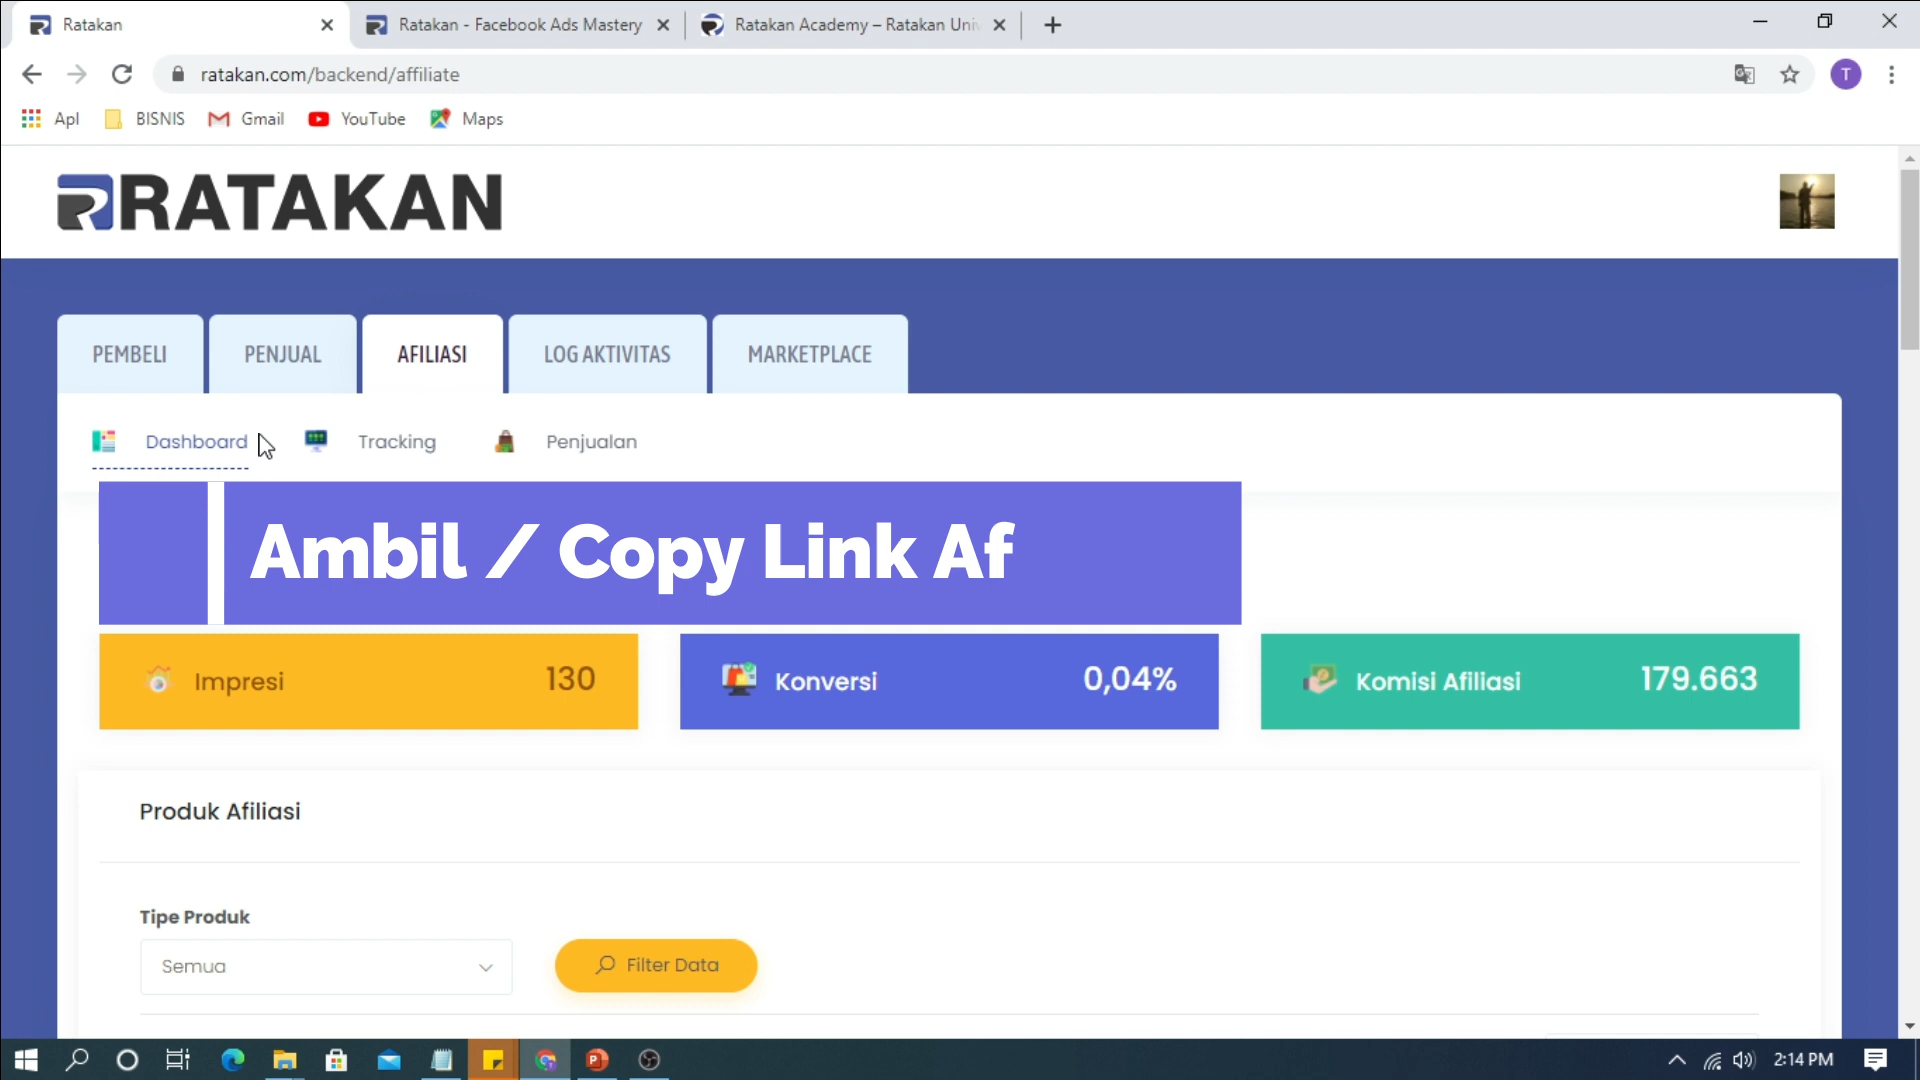 Ratakan
Ratakan - Facebook Ads Mastery
Ratakan Academy – Ratakan Uni
ratakan.com/backend/affiliate
T
Apl
BISNIS
Gmail
YouTube
Maps
RATAKAN
PEMBELI
PENJUAL
AFILIASI
LOG AKTIVITAS
MARKETPLACE
Dashboard
Tracking
Penjualan
Ambil / Copy Link Af
Impresi
130
Konversi
0,04%
Komisi Afiliasi
179.663
Produk Afiliasi
Tipe Produk
Semua
Filter Data
2:14 PM